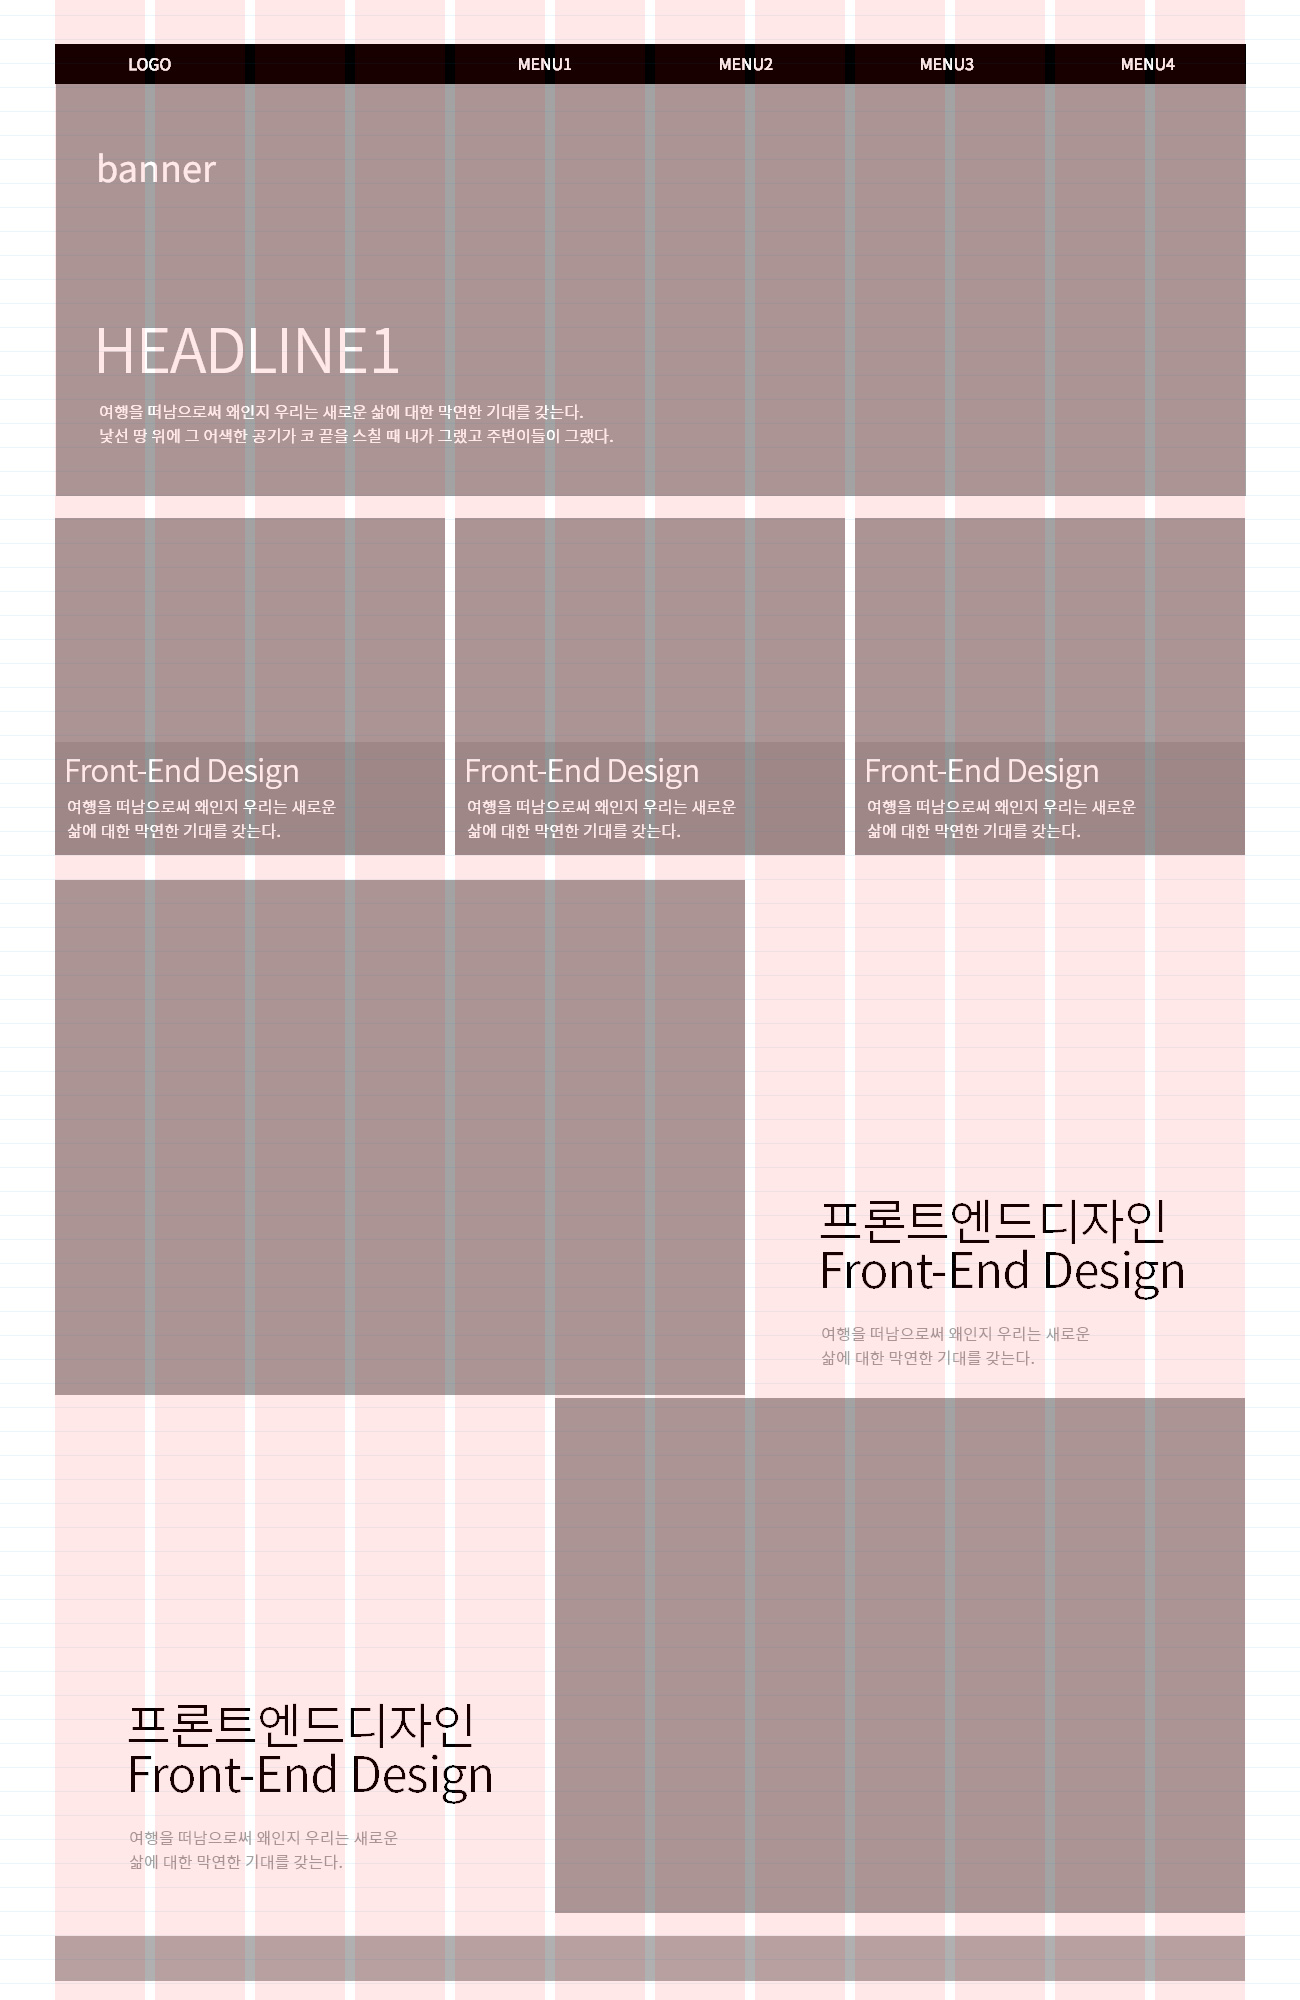 LOGO MENU1 MENU2 MENU3 MENU4
banner
HEADLINE1
여행을 떠남으로써 왜인지 우리는 새로운 삶에 대한 막연한 기대를 갖는다.
낯선 땅 위에 그 어색한 공기가 코 끝을 스칠 때 내가 그랬고 주변이들이 그랬다.
Front-End Design
여행을 떠남으로써 왜인지 우리는 새로운
삶에 대한 막연한 기대를 갖는다.
Front-End Design
여행을 떠남으로써 왜인지 우리는 새로운
삶에 대한 막연한 기대를 갖는다.
Front-End Design
여행을 떠남으로써 왜인지 우리는 새로운
삶에 대한 막연한 기대를 갖는다.
프론트엔드디자인
Front-End Design
여행을 떠남으로써 왜인지 우리는 새로운
삶에 대한 막연한 기대를 갖는다.
프론트엔드디자인
Front-End Design
여행을 떠남으로써 왜인지 우리는 새로운
삶에 대한 막연한 기대를 갖는다.